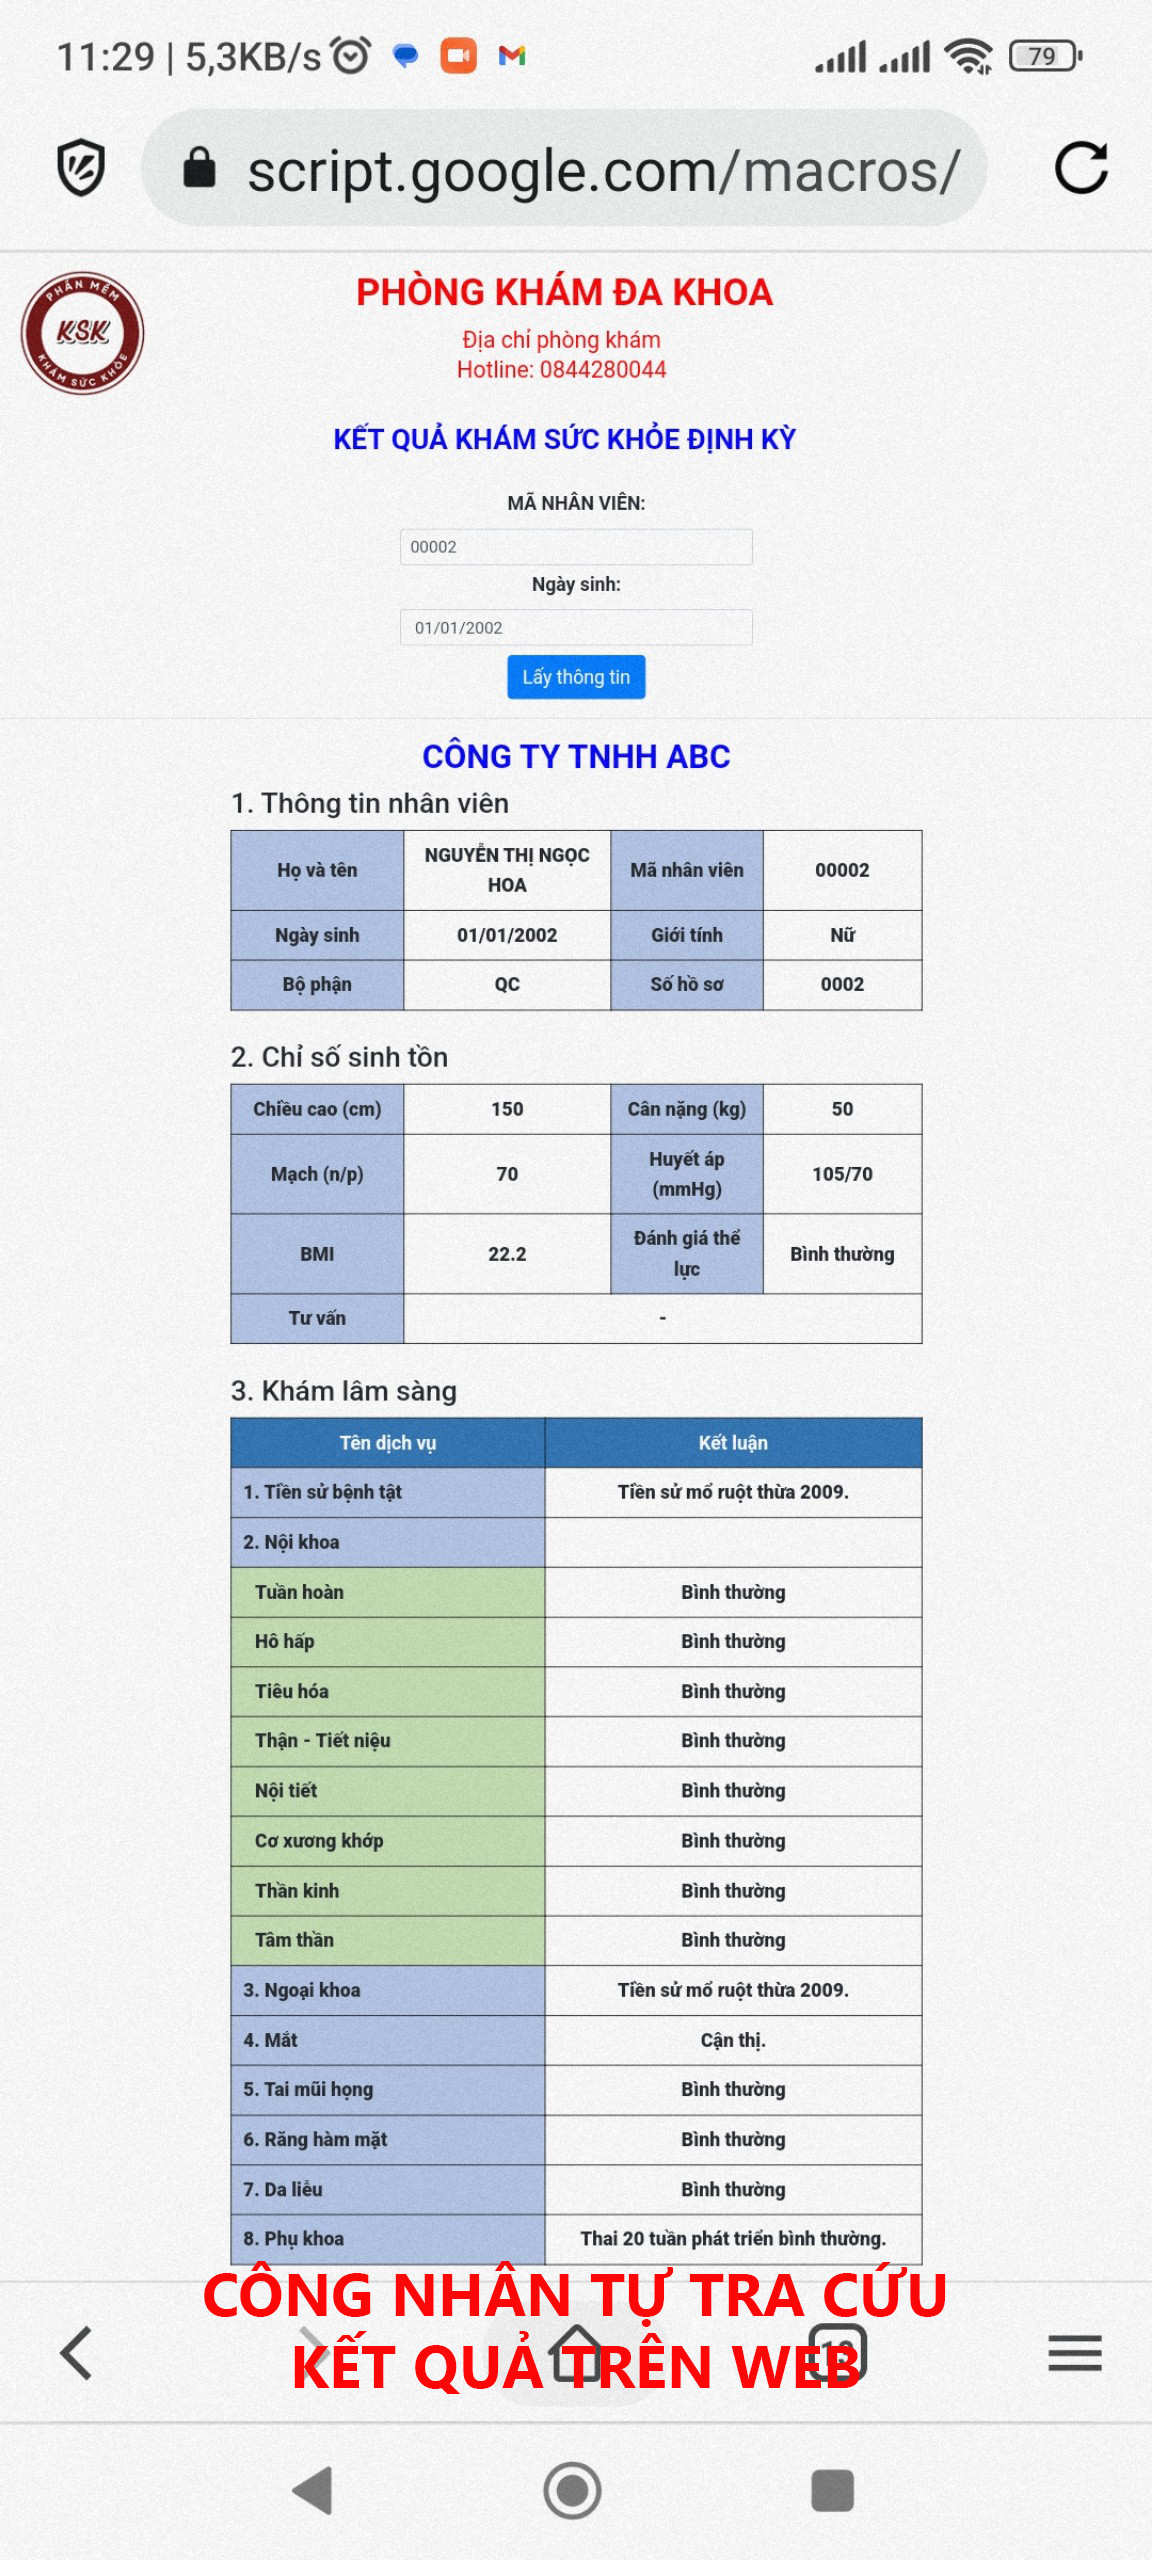 11:29 | 5,3KB/s 79
script.google.com/macros/
PHẦN MỀM
KSK
KHÁM SỨC KHỎE
PHÒNG KHÁM ĐA KHOA
Địa chỉ phòng khám
Hotline: 0844280044
KẾT QUẢ KHÁM SỨC KHỎE ĐỊNH KỲ
MÃ NHÂN VIÊN:
00002
Ngày sinh:
01/01/2002
Lấy thông tin
CÔNG TY TNHH ABC
1. Thông tin nhân viên
Họ và tên NGUYỄN THỊ NGỌC HOA Mã nhân viên 00002
Ngày sinh 01/01/2002 Giới tính Nữ
Bộ phận QC Số hồ sơ 0002
2. Chỉ số sinh tồn
Chiều cao (cm) 150 Cân nặng (kg) 50
Mạch (n/p) 70 Huyết áp (mmHg) 105/70
BMI 22.2 Đánh giá thể lực Bình thường
Tư vấn -
3. Khám lâm sàng
Tên dịch vụ Kết luận
1. Tiền sử bệnh tật Tiền sử mổ ruột thừa 2009.
2. Nội khoa
Tuần hoàn Bình thường
Hô hấp Bình thường
Tiêu hóa Bình thường
Thận - Tiết niệu Bình thường
Nội tiết Bình thường
Cơ xương khớp Bình thường
Thần kinh Bình thường
Tâm thần Bình thường
3. Ngoại khoa Tiền sử mổ ruột thừa 2009.
4. Mắt Cận thị.
5. Tai mũi họng Bình thường
6. Răng hàm mặt Bình thường
7. Da liễu Bình thường
8. Phụ khoa Thai 20 tuần phát triển bình thường.
CÔNG NHÂN TỰ TRA CỨU
KẾT QUẢ TRÊN WEB